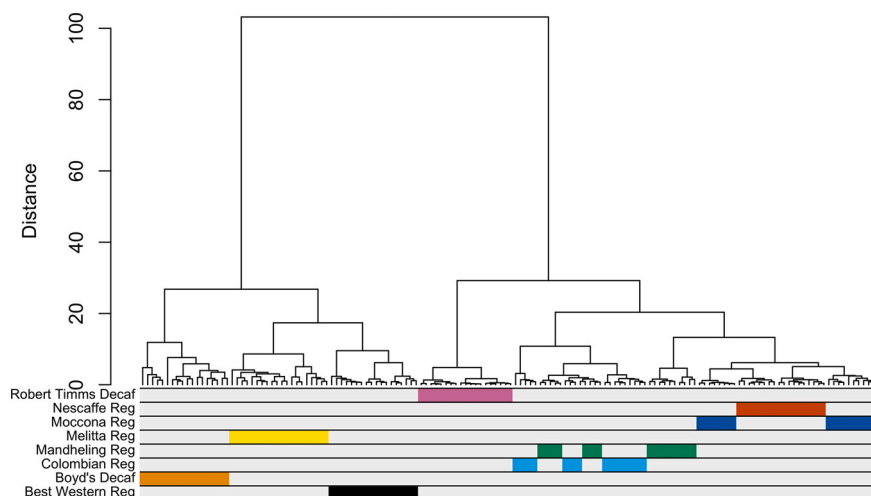 100
80
60
40
20
0
Distance
Robert Timms Decaf
Nescaffe Reg
Moccona Reg
Melitta Reg
Mandheling Reg
Colombian Reg
Boyd's Decaf
Best Western Reg